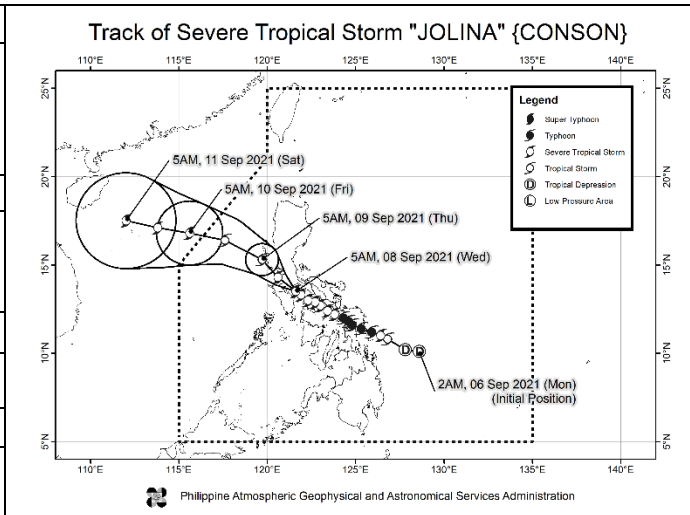 Track of Severe Tropical Storm "JOLINA" {CONSON}
110°E 115°E 120°E 125°E 130°E 135°E 140°E
25°N 25°N
Legend
Super Typhoon
Typhoon
Severe Tropical Storm
Tropical Storm
D Tropical Depression
L Low Pressure Area
20°N 20°N
5AM, 11 Sep 2021 (Sat)
5AM, 10 Sep 2021 (Fri)
5AM, 09 Sep 2021 (Thu)
15°N 15°N
5AM, 08 Sep 2021 (Wed)
10°N 10°N
D D
2AM, 06 Sep 2021 (Mon)
(Initial Position)
5°N 5°N
110°E 115°E 120°E 125°E 130°E 135°E 140°E
Philippine Atmospheric Geophysical and Astronomical Services Administration